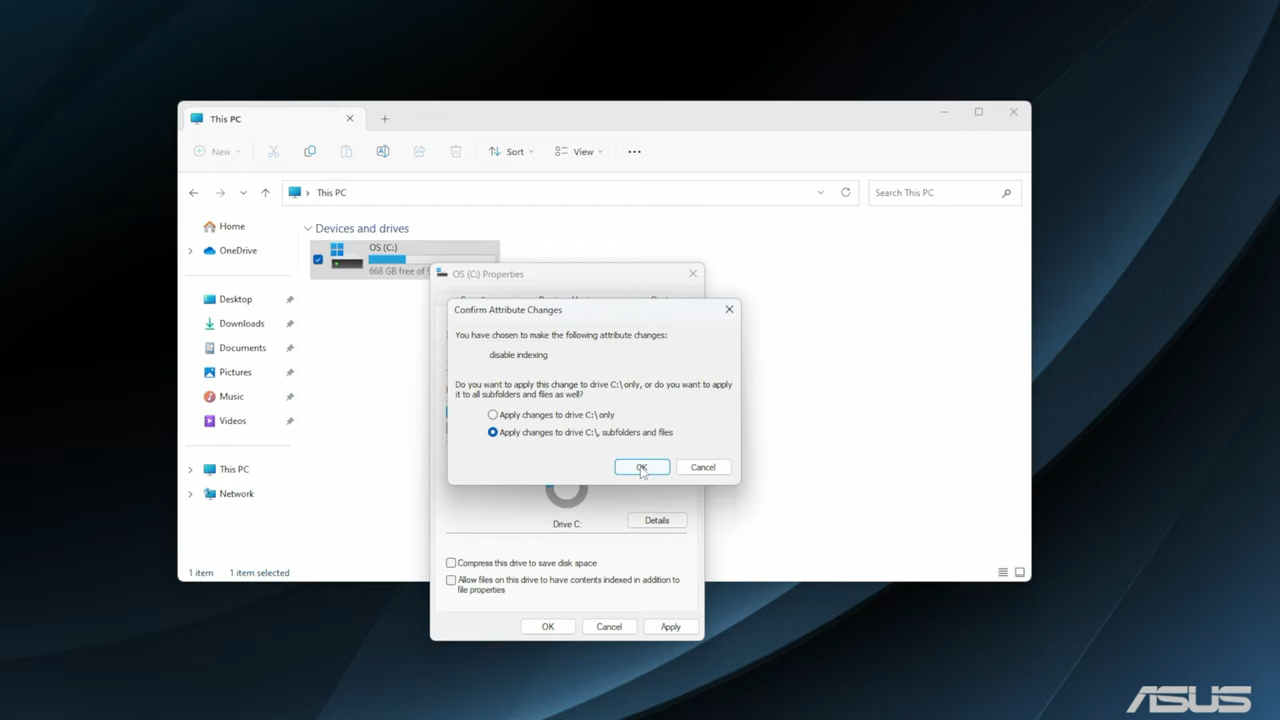 This PC
New
Sort
View
This PC
Search This PC
Home
OneDrive
Desktop
Downloads
Documents
Pictures
Music
Videos
This PC
Network
Devices and drives
OS (C:)
668 GB free of
OS (C:) Properties
Confirm Attribute Changes
You have chosen to make the following attribute changes:
disable indexing
Do you want to apply this change to drive C:\ only, or do you want to apply
it to all subfolders and files as well?
Apply changes to drive C:\ only
Apply changes to drive C:\, subfolders and files
OK
Cancel
Drive C:
Details
Compress this drive to save disk space
Allow files on this drive to have contents indexed in addition to
file properties
OK
Cancel
Apply
1 item
1 item selected
ASUS